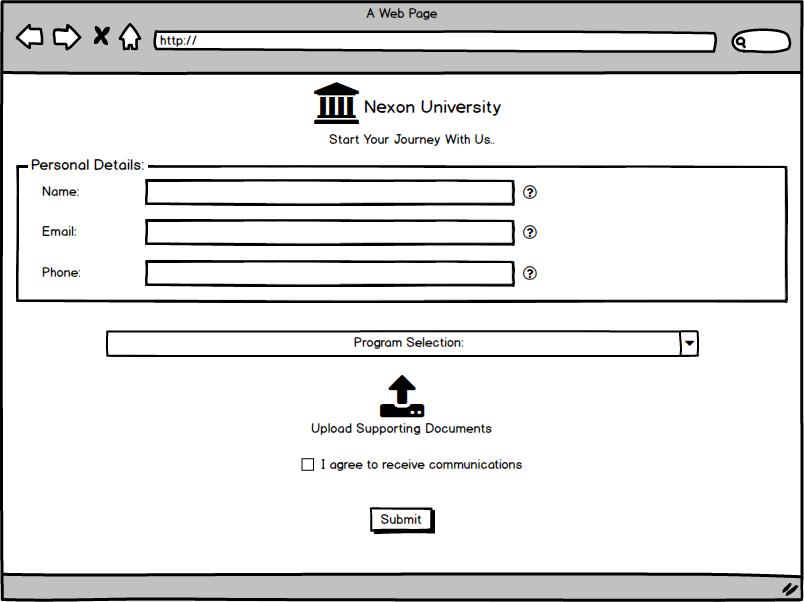 A Web Page
http://
Nexon University
Start Your Journey With Us..
Personal Details:
Name:
?
Email:
?
Phone:
?
Program Selection:
Upload Supporting Documents
I agree to receive communications
Submit